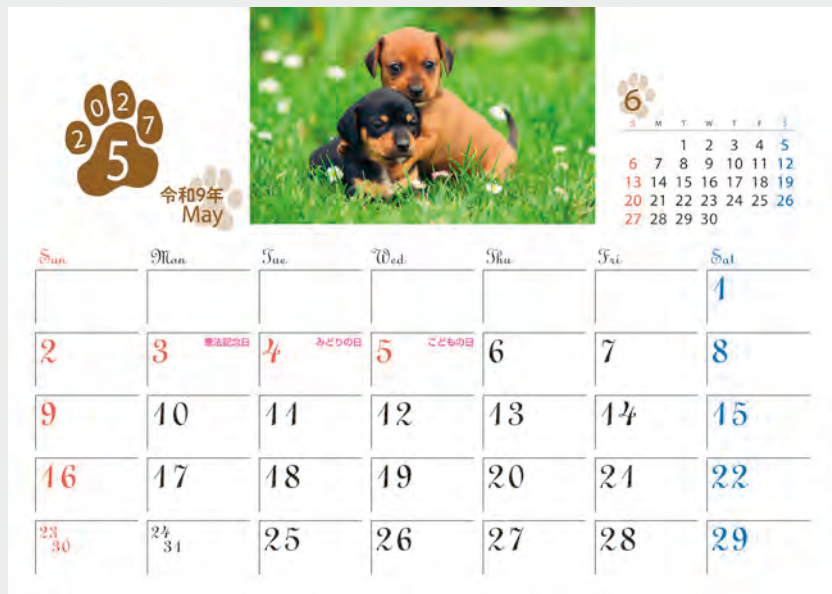 2027
5
令和9年
May
6
S M T W T F S
1 2 3 4 5
6 7 8 9 10 11 12
13 14 15 16 17 18 19
20 21 22 23 24 25 26
27 28 29 30
Sun Mon Tue Wed Thu Fri Sat
1
2 3 憲法記念日 4 みどりの日 5 こどもの日 6 7 8
9 10 11 12 13 14 15
16 17 18 19 20 21 22
23 24 25 26 27 28 29
30 31